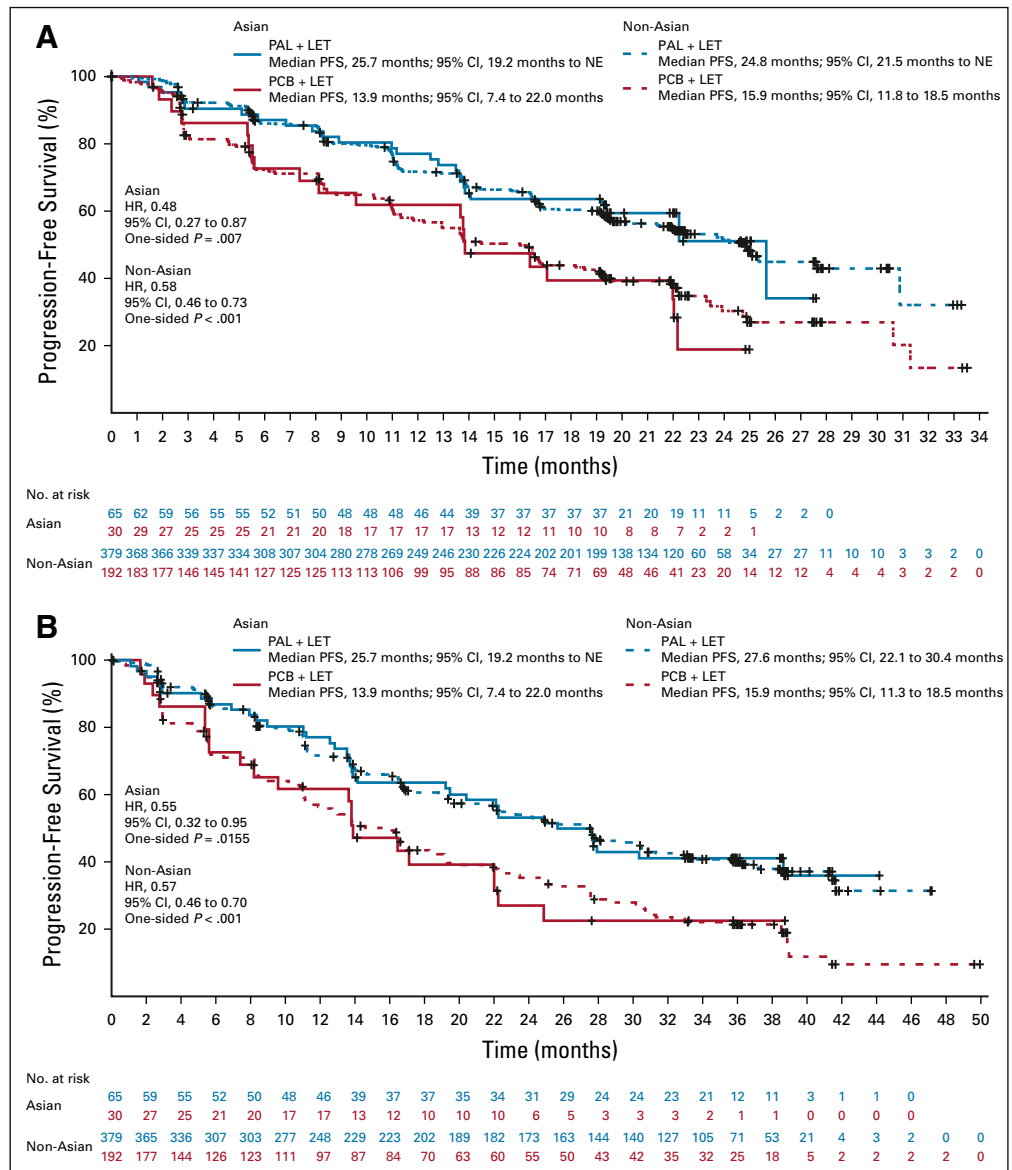 A
Asian
PAL + LET
Median PFS, 25.7 months; 95% CI, 19.2 months to NE
PCB + LET
Median PFS, 13.9 months; 95% CI, 7.4 to 22.0 months
Non-Asian
PAL + LET
Median PFS, 24.8 months; 95% CI, 21.5 months to NE
PCB + LET
Median PFS, 15.9 months; 95% CI, 11.8 to 18.5 months
Progression-Free Survival (%)
100
80
60
40
20
Asian
HR, 0.48
95% CI, 0.27 to 0.87
One-sided P = .007
Non-Asian
HR, 0.58
95% CI, 0.46 to 0.73
One-sided P < .001
0 1 2 3 4 5 6 7 8 9 10 11 12 13 14 15 16 17 18 19 20 21 22 23 24 25 26 27 28 29 30 31 32 33 34
Time (months)
No. at risk
65 62 59 56 55 55 52 51 50 48 48 48 46 44 39 37 37 37 37 37 21 20 19 11 11 5 2 2 0
Asian
30 29 27 25 25 25 21 21 20 18 17 17 17 17 13 12 12 11 10 10 8 8 7 2 2 1
379 368 366 339 337 334 308 307 304 280 278 269 249 246 230 226 224 202 201 199 138 134 120 60 58 34 27 27 11 10 10 3 3 2 0
Non-Asian
192 183 177 146 145 141 127 125 125 113 113 106 99 95 88 86 85 74 71 69 48 46 41 23 20 14 12 12 4 4 4 3 2 2 0
B
Asian
PAL + LET
Median PFS, 25.7 months; 95% CI, 19.2 months to NE
PCB + LET
Median PFS, 13.9 months; 95% CI, 7.4 to 22.0 months
Non-Asian
PAL + LET
Median PFS, 27.6 months; 95% CI, 22.1 to 30.4 months
PCB + LET
Median PFS, 15.9 months; 95% CI, 11.3 to 18.5 months
Progression-Free Survival (%)
100
80
60
40
20
Asian
HR, 0.55
95% CI, 0.32 to 0.95
One-sided P = .0155
Non-Asian
HR, 0.57
95% CI, 0.46 to 0.70
One-sided P < .001
0 2 4 6 8 10 12 14 16 18 20 22 24 26 28 30 32 34 36 38 40 42 44 46 48 50
Time (months)
No. at risk
65 59 55 52 50 48 46 39 37 37 35 34 31 29 24 24 23 21 12 11 3 1 1 0
Asian
30 27 25 21 20 17 17 13 12 10 10 10 6 5 3 3 3 2 1 1 0 0 0 0
379 365 336 307 303 277 248 229 223 202 189 182 173 163 144 140 127 105 71 53 21 4 3 2 0 0
Non-Asian
192 177 144 126 123 111 97 87 84 70 63 60 55 50 43 42 35 32 25 18 5 2 2 2 2 0